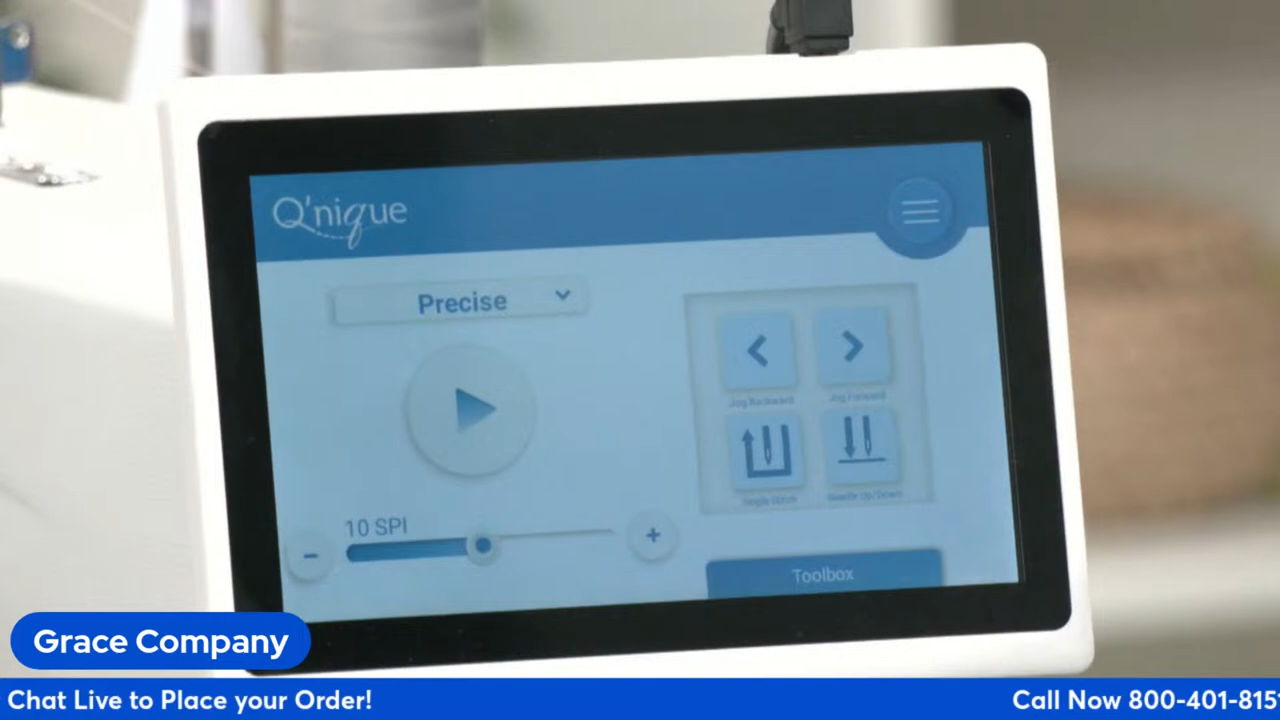 Q'nique
Precise
Jog Backward
Jog Forward
Single Stitch
Needle Up/Down
10 SPI
Toolbox
Grace Company
Chat Live to Place your Order!
Call Now 800-401-815